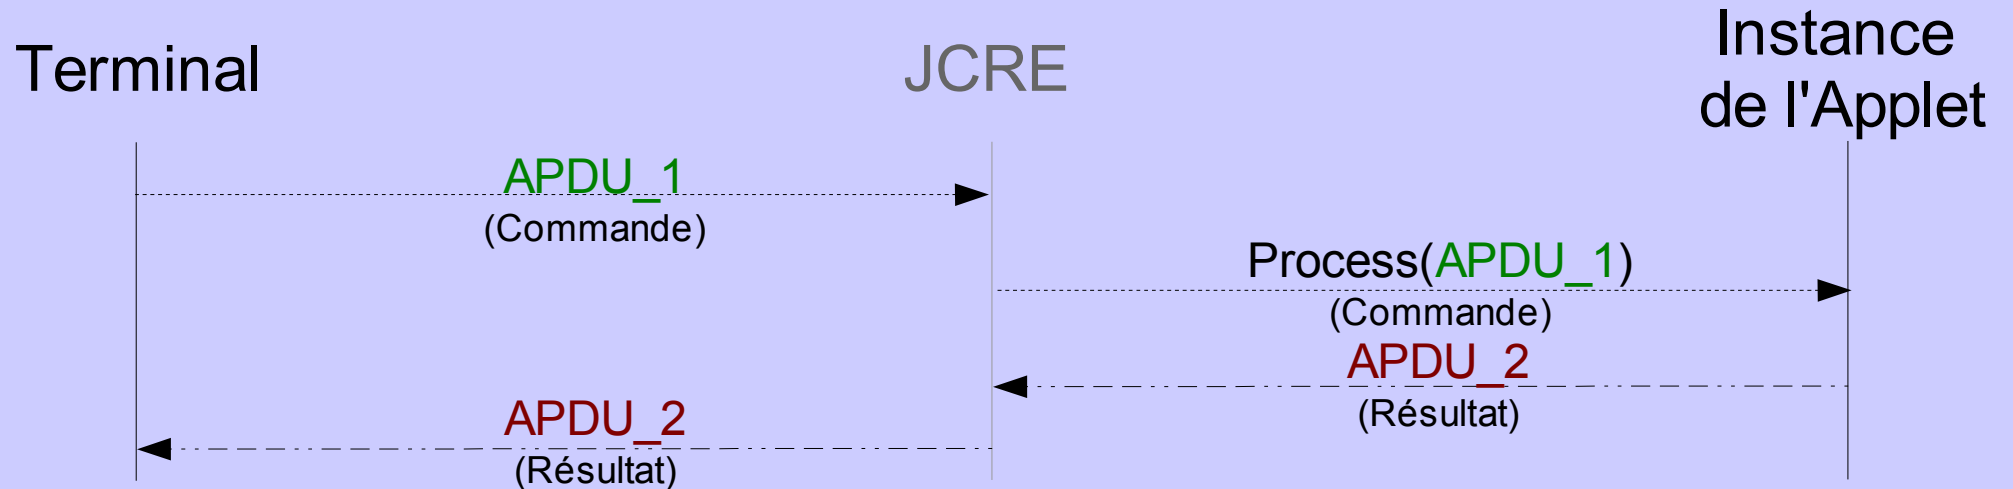 Terminal
JCRE
Instance
de l'Applet
APDU_1
(Commande)
Process(APDU_1)
(Commande)
APDU_2
(Résultat)
APDU_2
(Résultat)